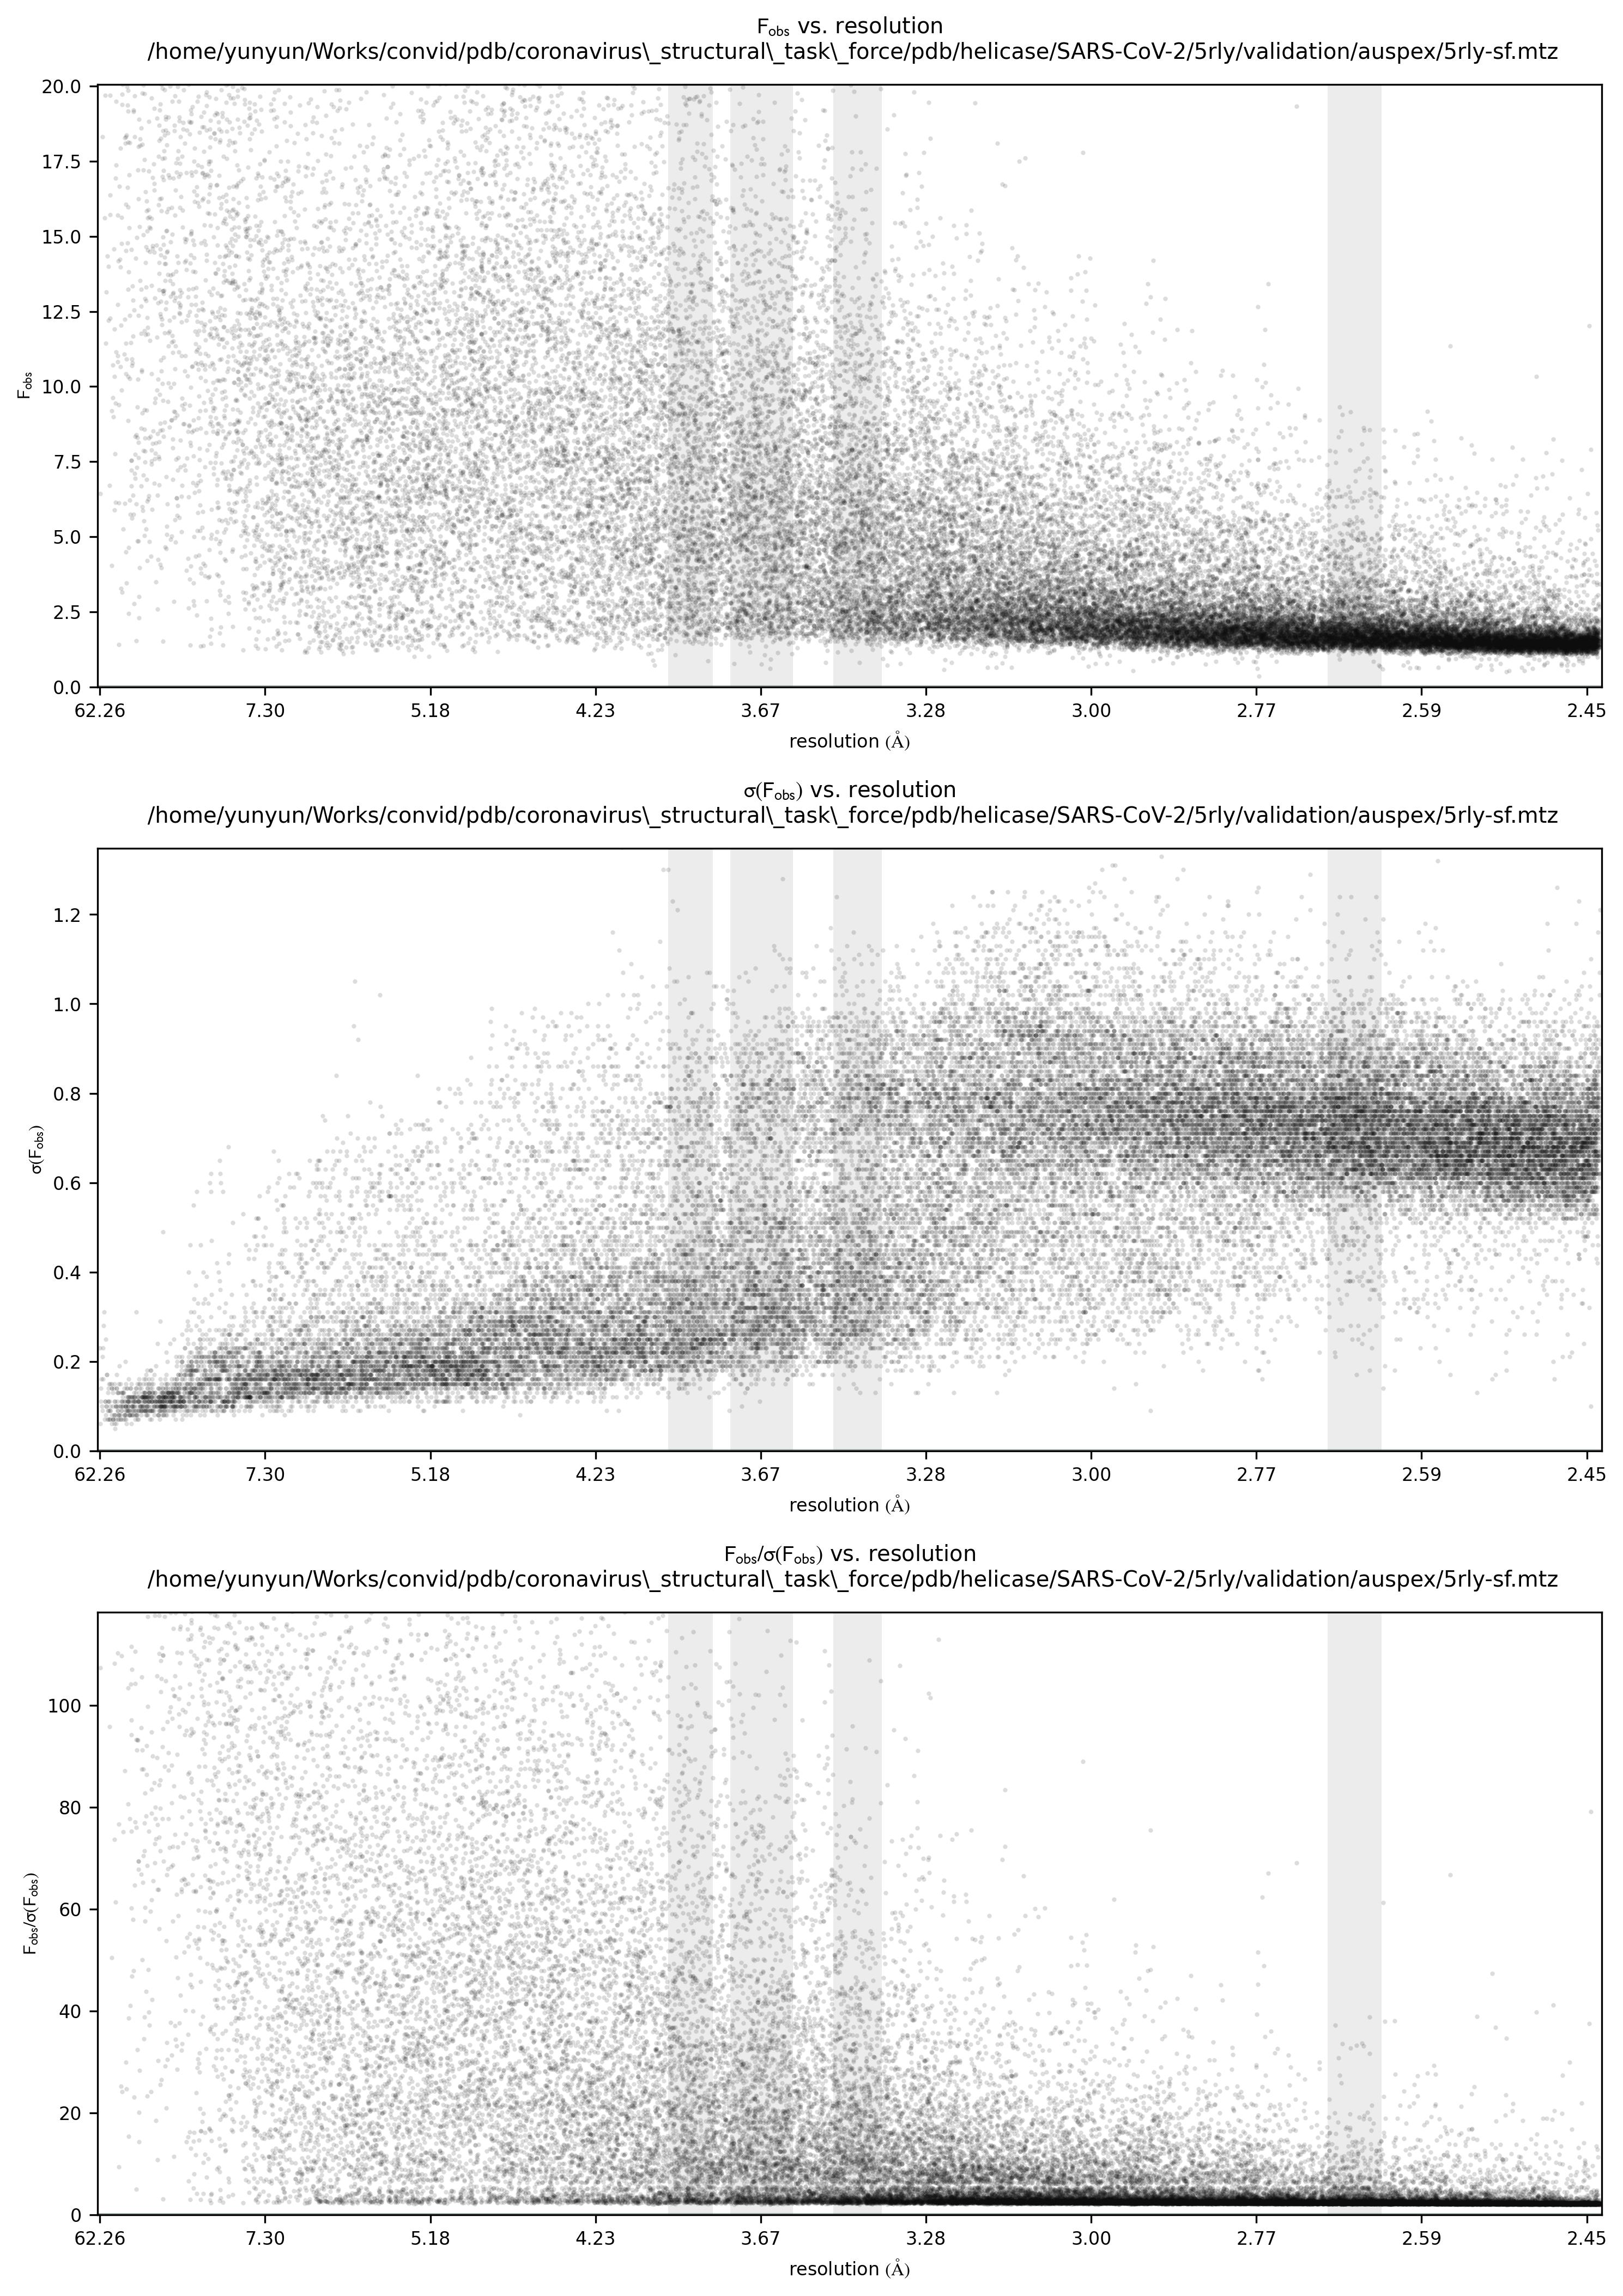 Fobs vs. resolution
/home/yunyun/Works/convid/pdb/coronavirus\_structural\_task\_force/pdb/helicase/SARS-CoV-2/5rly/validation/auspex/5rly-sf.mtz
20.0
17.5
15.0
12.5
10.0
7.5
5.0
2.5
0.0
Fobs
62.26 7.30 5.18 4.23 3.67 3.28 3.00 2.77 2.59 2.45
resolution (Å)
σ(Fobs) vs. resolution
/home/yunyun/Works/convid/pdb/coronavirus\_structural\_task\_force/pdb/helicase/SARS-CoV-2/5rly/validation/auspex/5rly-sf.mtz
1.2
1.0
0.8
0.6
0.4
0.2
0.0
σ(Fobs)
62.26 7.30 5.18 4.23 3.67 3.28 3.00 2.77 2.59 2.45
resolution (Å)
Fobs/σ(Fobs) vs. resolution
/home/yunyun/Works/convid/pdb/coronavirus\_structural\_task\_force/pdb/helicase/SARS-CoV-2/5rly/validation/auspex/5rly-sf.mtz
100
80
60
40
20
0
Fobs/σ(Fobs)
62.26 7.30 5.18 4.23 3.67 3.28 3.00 2.77 2.59 2.45
resolution (Å)